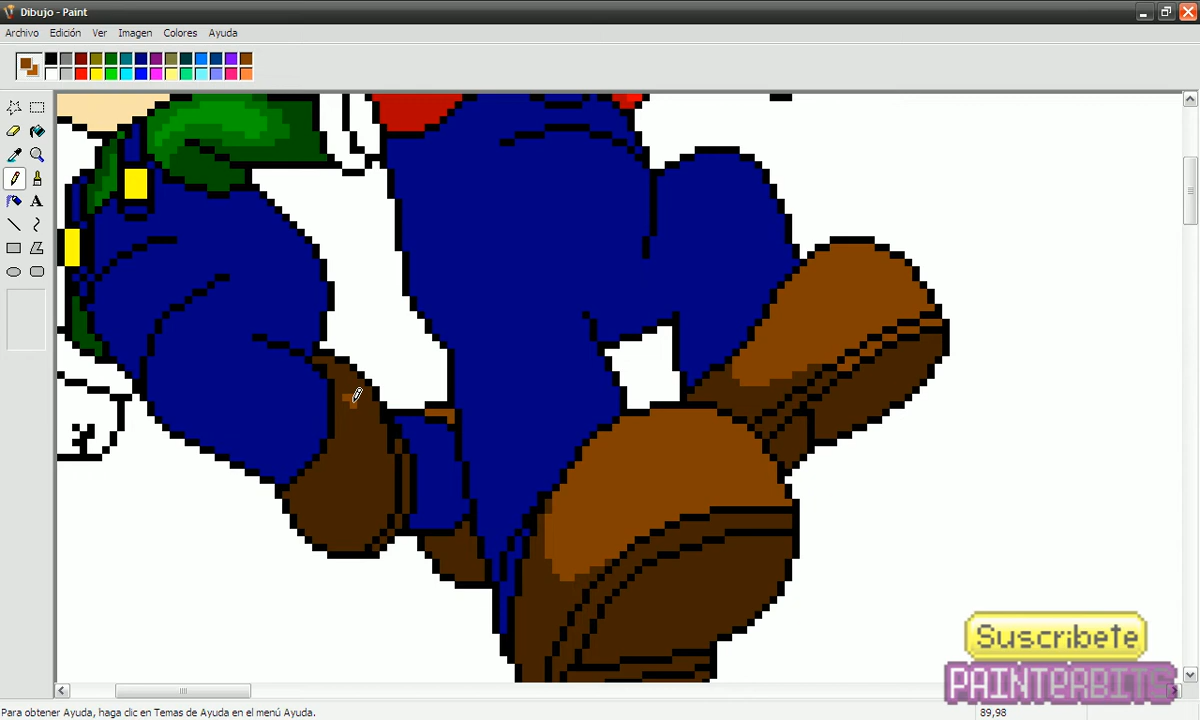 Dibujo - Paint
Archivo Edición Ver Imagen Colores Ayuda
A
Suscribete
PAINTERBITS
Para obtener Ayuda, haga clic en Temas de Ayuda en el menú Ayuda.
89,98